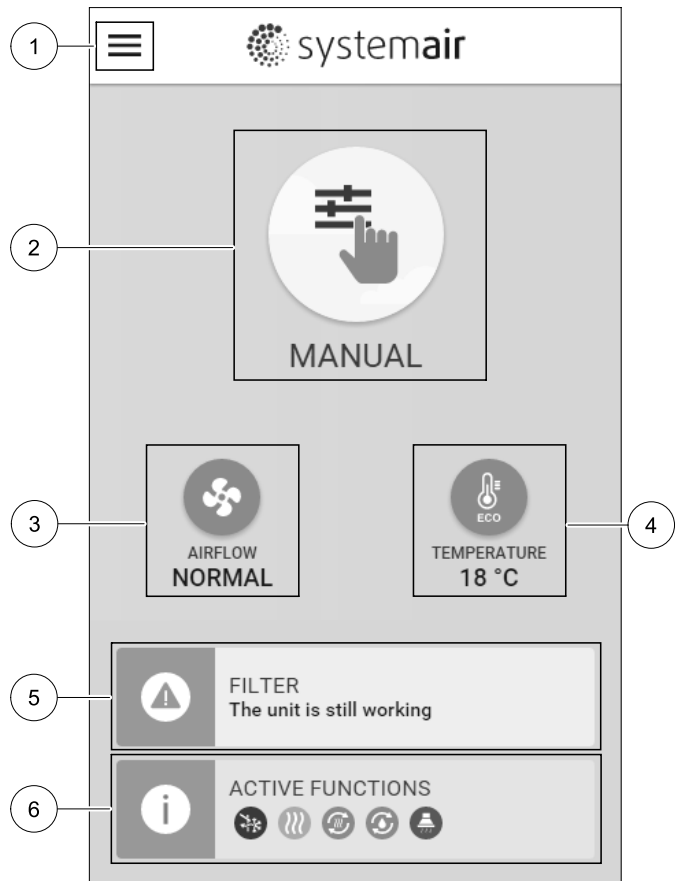 1
systemair
2
MANUAL
3
AIRFLOW
NORMAL
ECO
TEMPERATURE
18 °C
4
5
FILTER
The unit is still working
6
ACTIVE FUNCTIONS